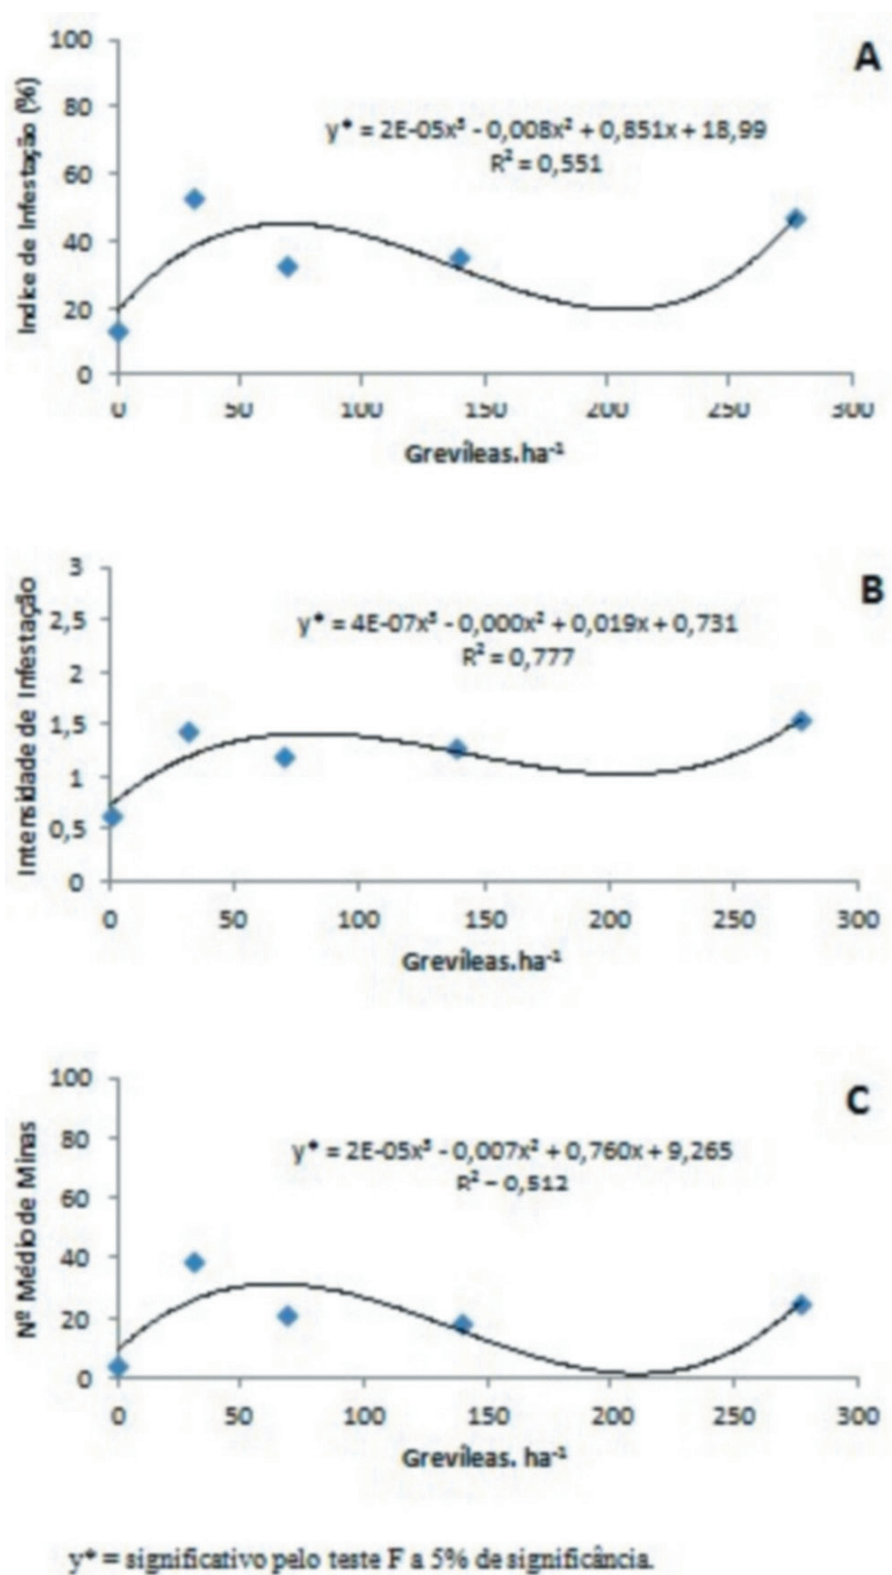 A
100
80
60
40
20
0
Indice de Infestação (%)
y* = 2E-05x³ - 0,008x² + 0,851x + 18,99
R² = 0,551
0 50 100 150 200 250 300
Grevíleas.ha⁻¹
B
3
2,5
2
1,5
1
0,5
0
Intensidade de Infestação
y* = 4E-07x³ - 0,000x² + 0,019x + 0,731
R² = 0,777
0 50 100 150 200 250 300
Grevíleas.ha⁻¹
C
100
80
60
40
20
0
Nº Médio de Minas
y* = 2E-05x³ - 0,007x² + 0,760x + 9,265
R² = 0,512
0 50 100 150 200 250 300
Grevíleas. ha⁻¹
y* = significativo pelo teste F a 5% de significância.